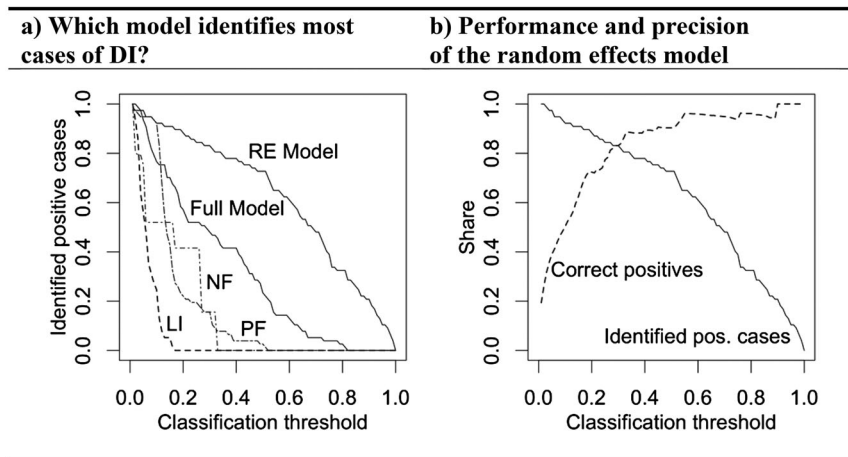 a) Which model identifies most
cases of DI?
b) Performance and precision
of the random effects model
Identified positive cases
1.0
0.8
0.6
0.4
0.2
0.0
RE Model
Full Model
NF
LI
PF
0.0 0.2 0.4 0.6 0.8 1.0
Classification threshold
Share
1.0
0.8
0.6
0.4
0.2
0.0
Correct positives
Identified pos. cases
0.0 0.2 0.4 0.6 0.8 1.0
Classification threshold